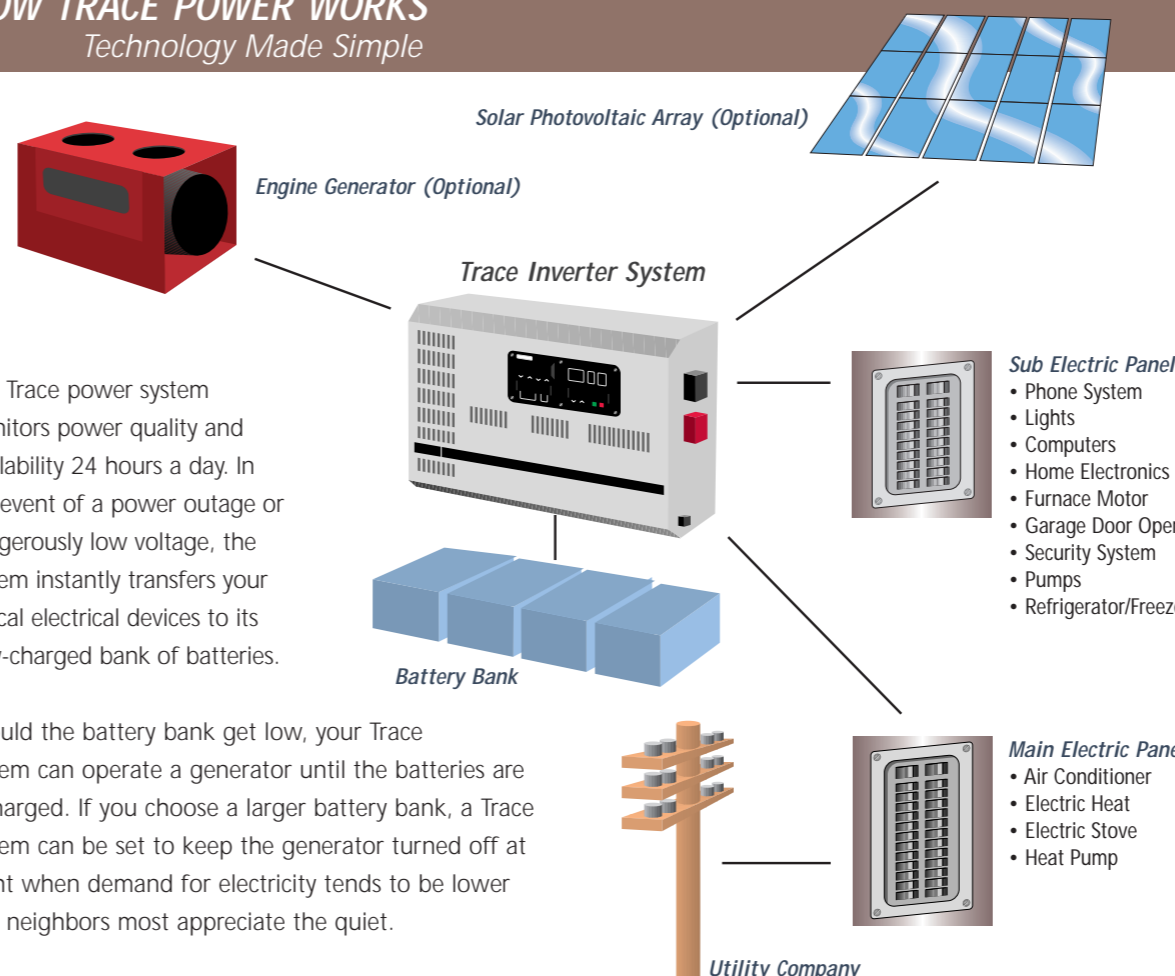 OW TRACE POWER WORKS
Technology Made Simple
Solar Photovoltaic Array (Optional)
Engine Generator (Optional)
Trace Inverter System
Trace power system
nitors power quality and
lability 24 hours a day. In
event of a power outage or
gerously low voltage, the
em instantly transfers your
cal electrical devices to its
-charged bank of batteries.
Sub Electric Panel
• Phone System
• Lights
• Computers
• Home Electronics
• Furnace Motor
• Garage Door Oper
• Security System
• Pumps
• Refrigerator/Freeze
Battery Bank
uld the battery bank get low, your Trace
em can operate a generator until the batteries are
harged. If you choose a larger battery bank, a Trace
em can be set to keep the generator turned off at
nt when demand for electricity tends to be lower
neighbors most appreciate the quiet.
Main Electric Pane
• Air Conditioner
• Electric Heat
• Electric Stove
• Heat Pump
Utility Company